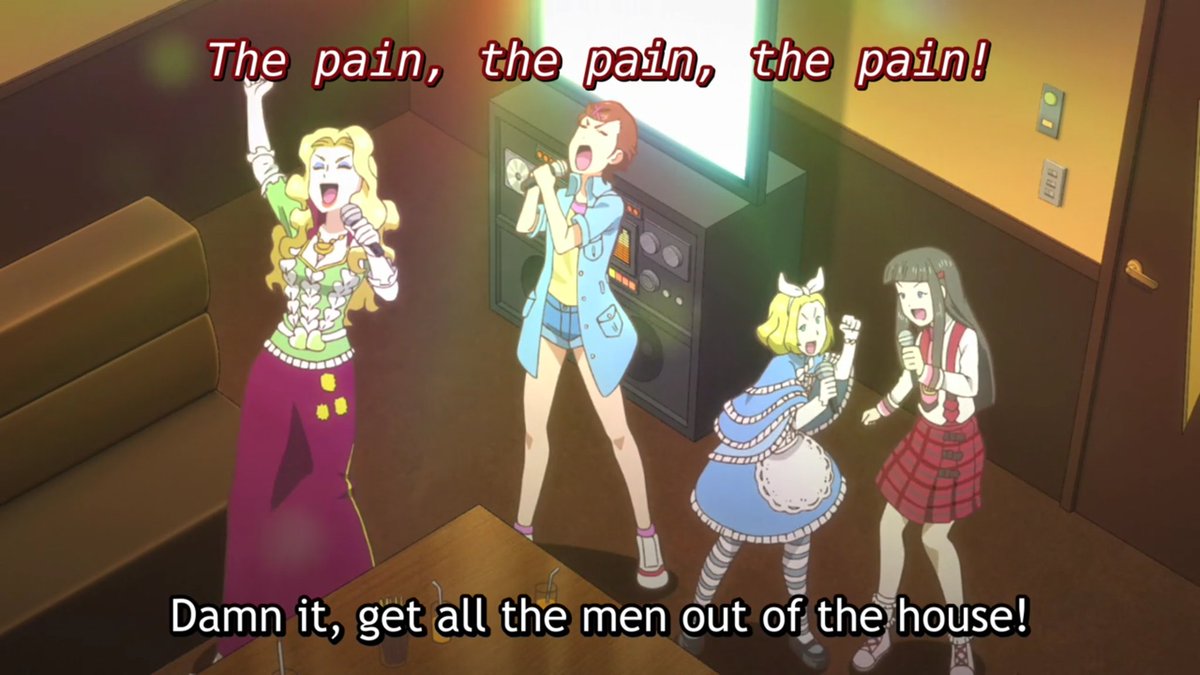 The pain, the pain, the pain!
Damn it, get all the men out of the house!